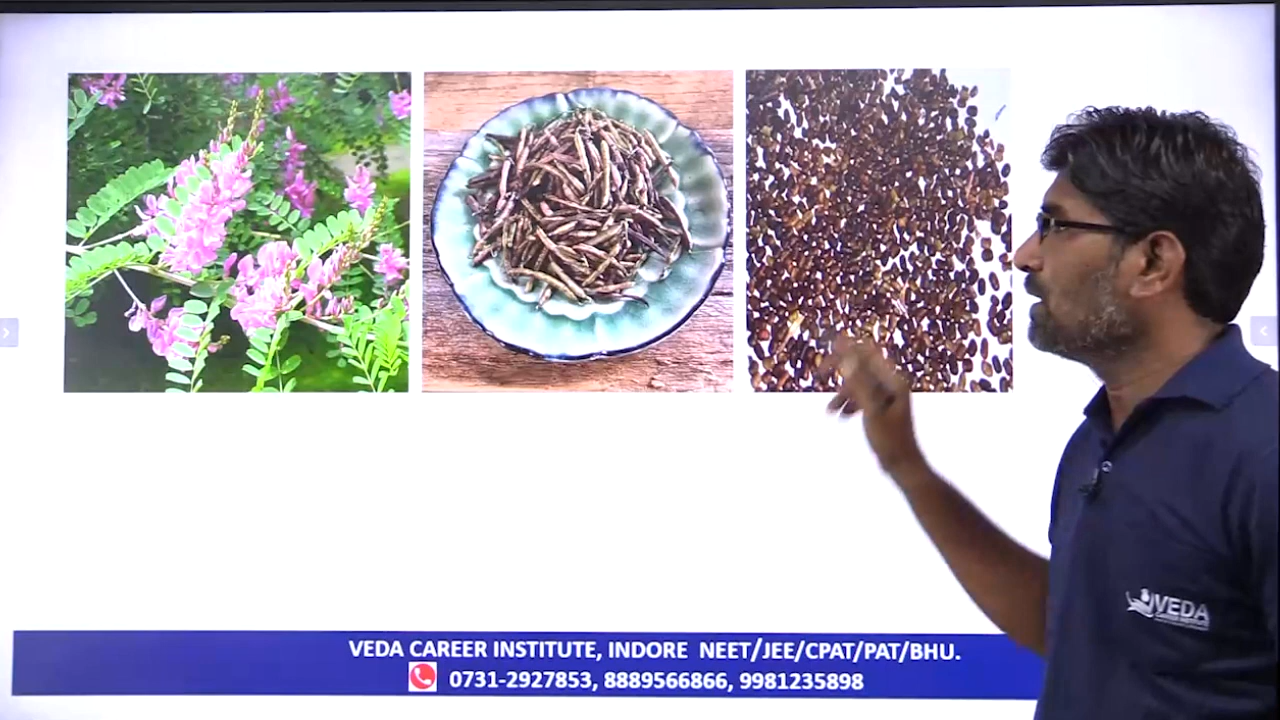 VEDA CAREER INSTITUTE, INDORE NEET/JEE/CPAT/PAT/BHU.
0731-2927853, 8889566866, 9981235898
VEDA